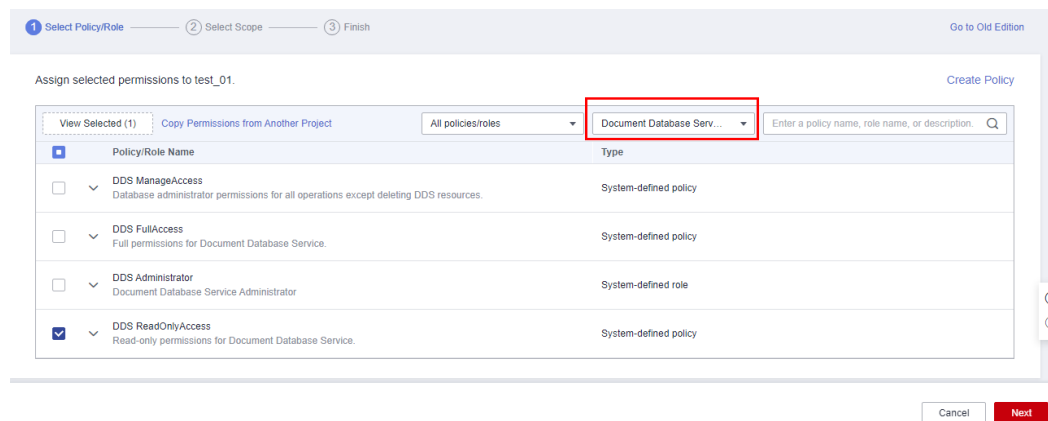 1 Select Policy/Role 2 Select Scope 3 Finish Go to Old Edition
Assign selected permissions to test_01. Create Policy
View Selected (1) Copy Permissions from Another Project All policies/roles Document Database Serv... Enter a policy name, role name, or description.
Policy/Role Name Type
DDS ManageAccess
Database administrator permissions for all operations except deleting DDS resources.
System-defined policy
DDS FullAccess
Full permissions for Document Database Service.
System-defined policy
DDS Administrator
Document Database Service Administrator
System-defined role
DDS ReadOnlyAccess
Read-only permissions for Document Database Service.
System-defined policy
Cancel Next